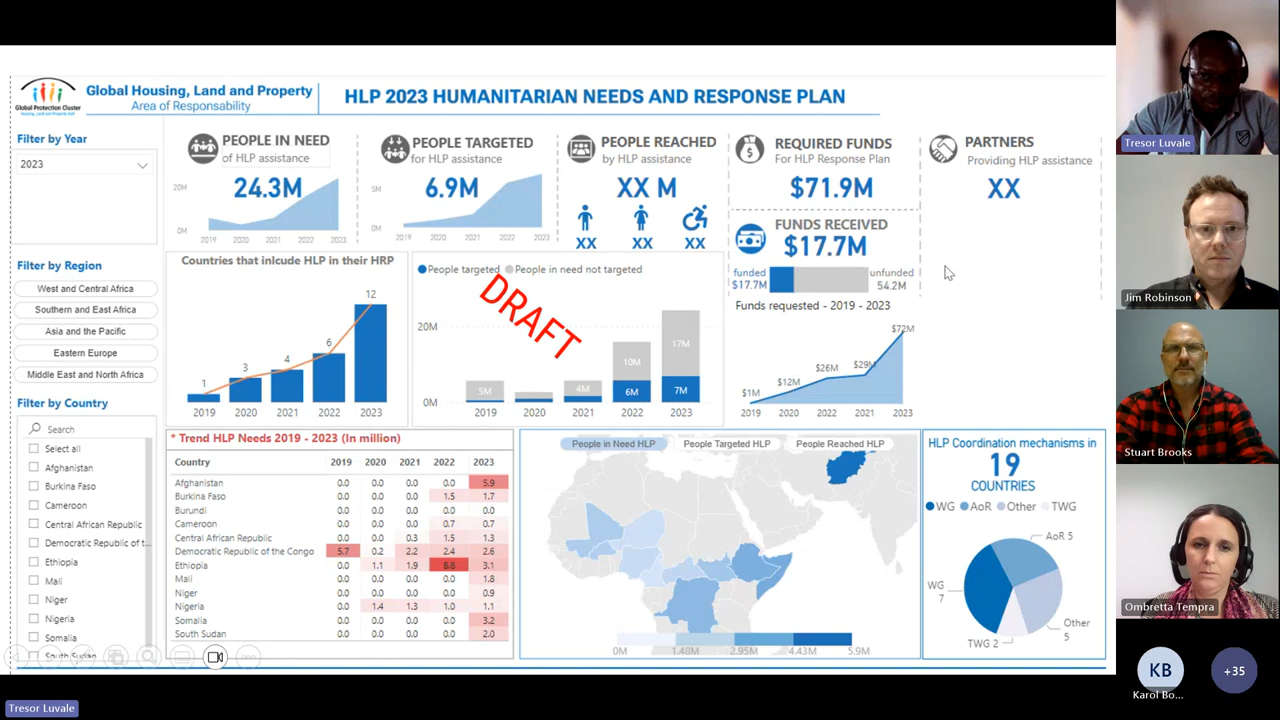 Global Protection Cluster
Global Housing, Land and Property
Area of Responsability
HLP 2023 HUMANITARIAN NEEDS AND RESPONSE PLAN
Filter by Year
2023
PEOPLE IN NEED
of HLP assistance
24.3M
20M
0M
2019 2020 2021 2022 2023
PEOPLE TARGETED
for HLP assistance
6.9M
5M
0M
2019 2020 2021 2022 2023
PEOPLE REACHED
by HLP assistance
XX M
XX XX XX
REQUIRED FUNDS
For HLP Response Plan
$71.9M
FUNDS RECEIVED
$17.7M
funded
$17.7M
unfunded
54.2M
PARTNERS
Providing HLP assistance
XX
Filter by Region
West and Central Africa
Southern and East Africa
Asia and the Pacific
Eastern Europe
Middle East and North Africa
Countries that inlcude HLP in their HRP
1 3 4 6 12
2019 2020 2021 2022 2023
People targeted People in need not targeted
DRAFT
20M
0M
5M 4M 10M 17M
6M 7M
2019 2020 2021 2022 2023
Funds requested - 2019 - 2023
$1M $12M $26M $29M $72M
2019 2020 2022 2021 2023
Filter by Country
Search
Select all
Afghanistan
Burkina Faso
Cameroon
Central African Republic
Democratic Republic of t...
Ethiopia
Mali
Niger
Nigeria
Somalia
South Sudan
* Trend HLP Needs 2019 - 2023 (In million)
Country 2019 2020 2021 2022 2023
Afghanistan 0.0 0.0 0.0 0.0 5.9
Burkina Faso 0.0 0.0 0.0 1.5 1.7
Burundi 0.0 0.0 0.0 0.0 0.0
Cameroon 0.0 0.0 0.0 0.7 0.7
Central African Republic 0.0 0.0 0.3 1.5 1.3
Democratic Republic of the Congo 5.7 0.2 2.2 2.4 2.6
Ethiopia 0.0 1.1 1.9 8.8 3.1
Mali 0.0 0.0 0.0 0.0 1.8
Niger 0.0 0.0 0.0 0.0 0.9
Nigeria 0.0 1.4 1.3 1.0 1.1
Somalia 0.0 0.0 0.0 0.0 3.2
South Sudan 0.0 0.0 0.0 0.0 2.0
People in Need HLP People Targeted HLP People Reached HLP
0M 1.48M 2.95M 4.43M 5.9M
HLP Coordination mechanisms in
19
COUNTRIES
WG AoR Other TWG
AoR 5
WG
7
Other
5
TWG 2
Tresor Luvale
Jim Robinson
Stuart Brooks
Ombretta Tempra
KB
Karol Bo...
+35
Tresor Luvale